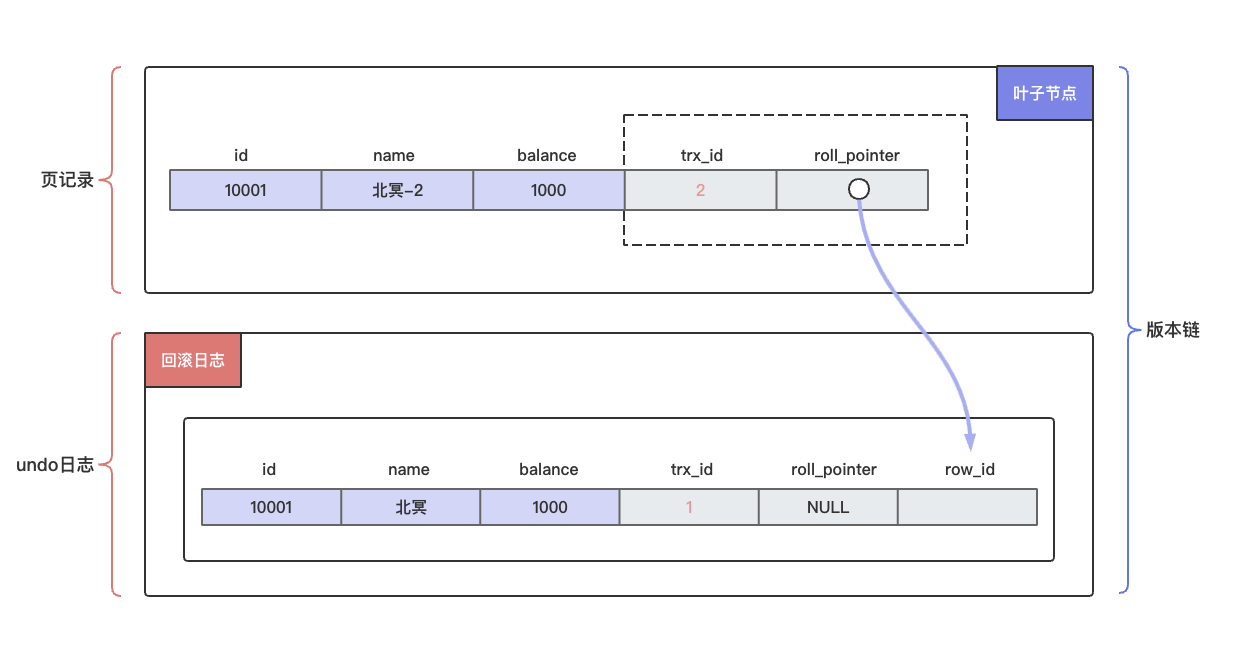 叶子节点
id name balance trx_id roll_pointer
页记录
10001 北冥-2 1000 2
版本链
回滚日志
undo日志
id name balance trx_id roll_pointer row_id
10001 北冥 1000 1 NULL